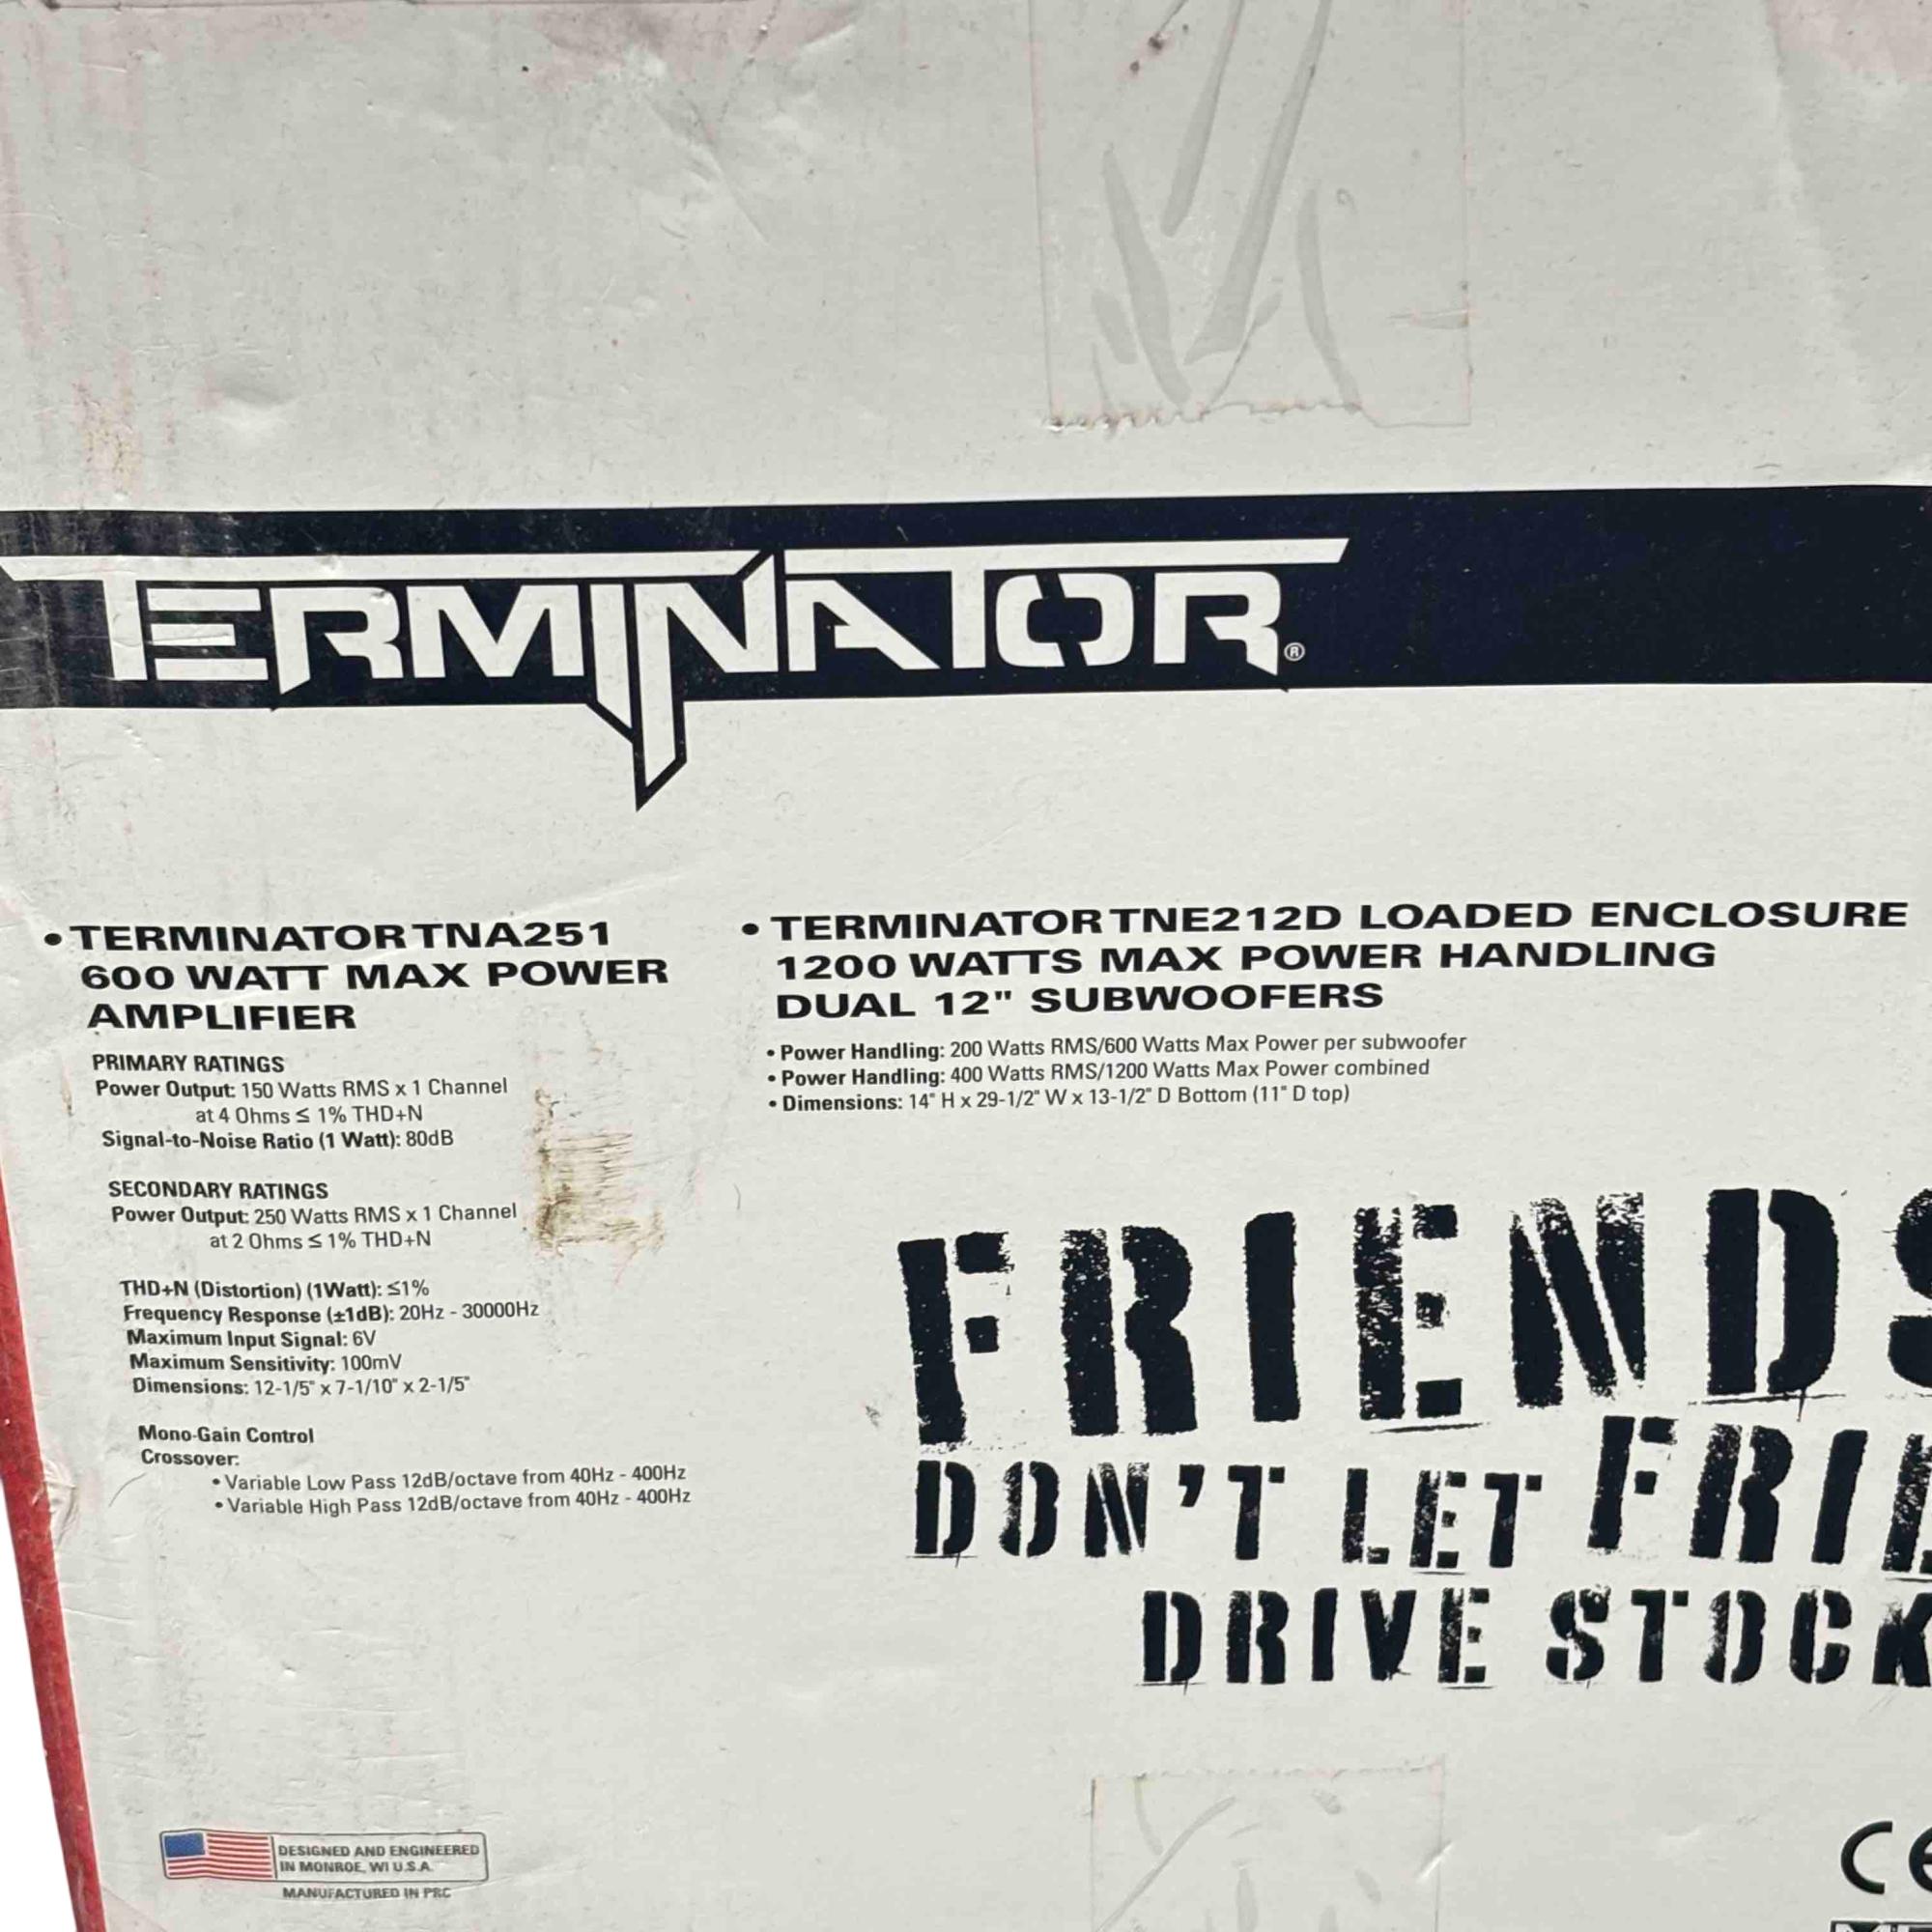 TERMINATOR®
• TERMINATOR TNA251
600 WATT MAX POWER
AMPLIFIER
PRIMARY RATINGS
Power Output: 150 Watts RMS x 1 Channel
at 4 Ohms ≤ 1% THD+N
Signal-to-Noise Ratio (1 Watt): 80dB
SECONDARY RATINGS
Power Output: 250 Watts RMS x 1 Channel
at 2 Ohms ≤ 1% THD+N
THD+N (Distortion) (1Watt): ≤1%
Frequency Response (±1dB): 20Hz - 30000Hz
Maximum Input Signal: 6V
Maximum Sensitivity: 100mV
Dimensions: 12-1/5" x 7-1/10" x 2-1/5"
Mono-Gain Control
Crossover:
• Variable Low Pass 12dB/octave from 40Hz - 400Hz
• Variable High Pass 12dB/octave from 40Hz - 400Hz
• TERMINATOR TNE212D LOADED ENCLOSURE
1200 WATTS MAX POWER HANDLING
DUAL 12" SUBWOOFERS
• Power Handling: 200 Watts RMS/600 Watts Max Power per subwoofer
• Power Handling: 400 Watts RMS/1200 Watts Max Power combined
• Dimensions: 14" H x 29-1/2" W x 13-1/2" D Bottom (11" D top)
FRIENDS
DON'T LET FRIE
DRIVE STOCK
DESIGNED AND ENGINEERED
IN MONROE, WI U.S.A.
MANUFACTURED IN PRC
CE